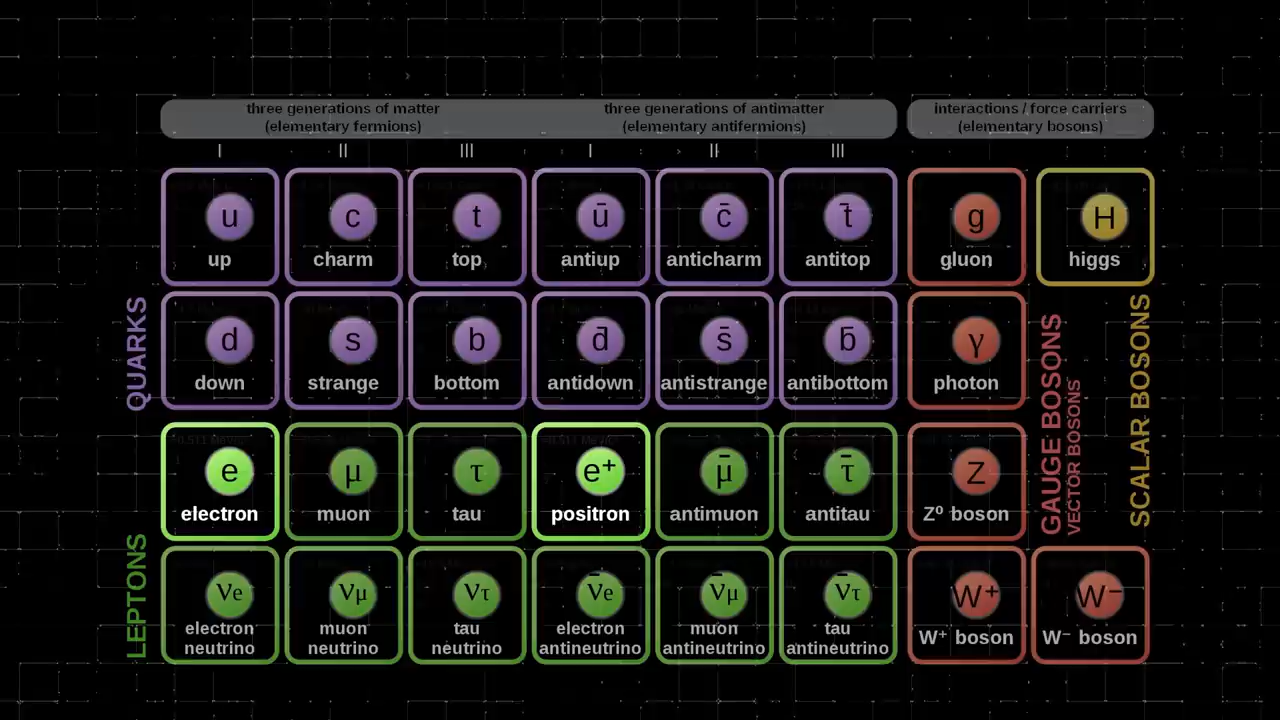 three generations of matter
(elementary fermions)
three generations of antimatter
(elementary antifermions)
interactions / force carriers
(elementary bosons)
I II III I II III
u c t ū c̄ t̄ g H
up charm top antiup anticharm antitop gluon higgs
QUARKS
d s b d̄ s̄ b̄ γ
down strange bottom antidown antistrange antibottom photon
GAUGE BOSONS
VECTOR BOSONS
SCALAR BOSONS
e μ τ e⁺ μ̄ τ̄ Z
electron muon tau positron antimuon antitau Z⁰ boson
LEPTONS
νe νμ ντ ν̄e ν̄μ ν̄τ W⁺ W⁻
electron muon tau electron muon tau W⁺ boson W⁻ boson
neutrino neutrino neutrino antineutrino antineutrino antineutrino